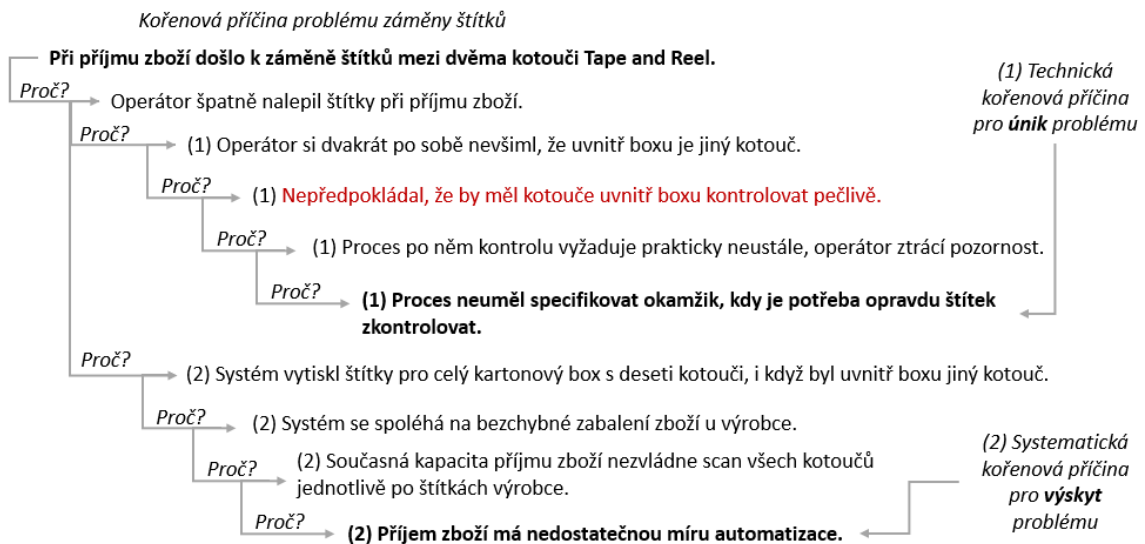 Kořenová příčina problému záměny štítků
Při příjmu zboží došlo k záměně štítků mezi dvěma kotouči Tape and Reel.
Proč?
Operátor špatně nalepil štítky při příjmu zboží.
Proč?
(1) Operátor si dvakrát po sobě nevšiml, že uvnitř boxu je jiný kotouč.
Proč?
(1) Nepředpokládal, že by měl kotouče uvnitř boxu kontrolovat pečlivě.
Proč?
(1) Proces po něm kontrolu vyžaduje prakticky neustále, operátor ztrácí pozornost.
Proč?
(1) Proces neuměl specifikovat okamžik, kdy je potřeba opravdu štítek
zkontrolovat.
(1) Technická
kořenová příčina
pro únik problému
Proč?
(2) Systém vytiskl štítky pro celý kartonový box s deseti kotouči, i když byl uvnitř boxu jiný kotouč.
Proč?
(2) Systém se spoléhá na bezchybné zabalení zboží u výrobce.
Proč?
(2) Současná kapacita příjmu zboží nezvládne scan všech kotoučů
jednotlivě po štítkách výrobce.
Proč?
(2) Příjem zboží má nedostatečnou míru automatizace.
(2) Systematická
kořenová příčina
pro výskyt
problému